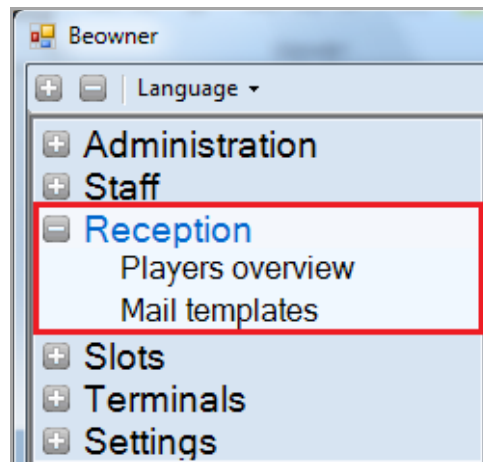 Beowner
Language
Administration
Staff
Reception
Players overview
Mail templates
Slots
Terminals
Settings